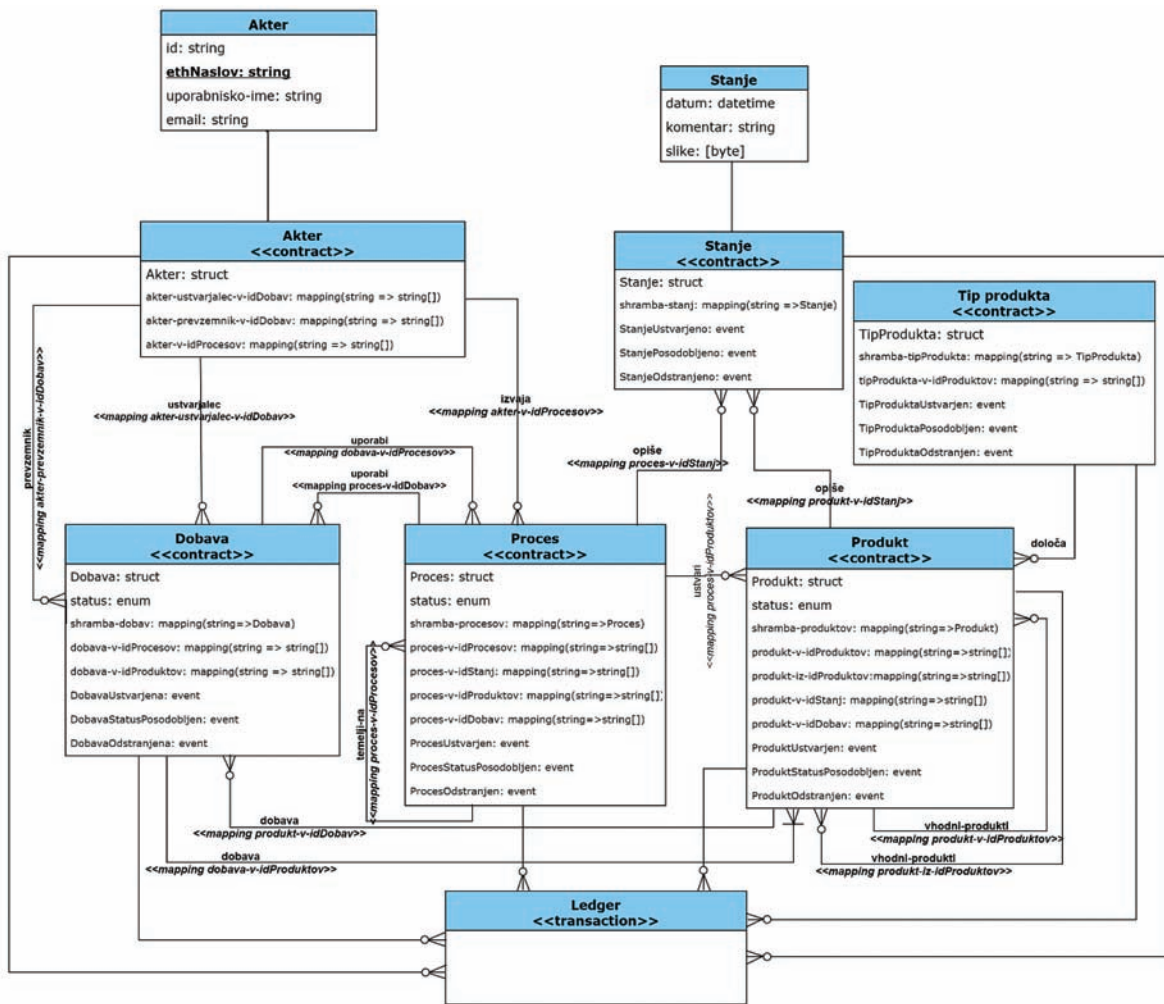 Akter
id: string
ethNaslov: string
uporabnisko-ime: string
email: string
Stanje
datum: datetime
komentar: string
slike: [byte]
Akter
<<contract>>
Akter: struct
akter-ustvarjalec-v-idDobav: mapping(string => string[])
akter-prevzemnik-v-idDobav: mapping(string => string[])
akter-v-idProcesov: mapping(string => string[])
Stanje
<<contract>>
Stanje: struct
shramba-stanj: mapping(string =>Stanje)
StanjeUstvarjeno: event
StanjePosodobljeno: event
StanjeOdstranjeno: event
Tip produkta
<<contract>>
TipProdukta: struct
shramba-tipProdukta: mapping(string => TipProdukta)
tipProdukta-v-idProduktov: mapping(string => string[])
TipProduktaUstvarjen: event
TipProduktaPosodobljen: event
TipProduktaOdstranjen: event
prevzemnik
<<mapping akter-prevzemnik-v-idDobav>>
ustvarjalec
<<mapping akter-ustvarjalec-v-idDobav>>
izvaja
<<mapping akter-v-idProcesov>>
uporabi
<<mapping dobava-v-idProcesov>>
uporabi
<<mapping proces-v-idDobav>>
opiše
<<mapping proces-v-idStanj>>
opiše
<<mapping produkt-v-idStanj>>
določa
ustvari
<<mapping proces-v-idProduktov>>
Dobava
<<contract>>
Dobava: struct
status: enum
shramba-dobav: mapping(string=>Dobava)
dobava-v-idProcesov: mapping(string => string[])
dobava-v-idProduktov: mapping(string => string[])
DobavaUstvarjena: event
DobavaStatusPosodobljen: event
DobavaOdstranjena: event
Proces
<<contract>>
Proces: struct
status: enum
shramba-procesov: mapping(string=>Proces)
proces-v-idProcesov: mapping(string=>string[])
proces-v-idStanj: mapping(string=>string[])
proces-v-idProduktov: mapping(string=>string[])
proces-v-idDobav: mapping(string=>string[])
ProcesUstvarjen: event
ProcesStatusPosodobljen: event
ProcesOdstranjen: event
temelji-na
<<mapping proces-v-idProcesov>>
Produkt
<<contract>>
Produkt: struct
status: enum
shramba-produktov: mapping(string=>Produkt)
produkt-v-idProduktov: mapping(string=>string[])
produkt-iz-idProduktov:mapping(string=>string[])
produkt-v-idStanj: mapping(string=>string[])
produkt-v-idDobav: mapping(string=>string[])
ProduktUstvarjen: event
ProduktStatusPosodobljen: event
ProduktOdstranjen: event
dobava
<<mapping produkt-v-idDobav>>
dobava
<<mapping dobava-v-idProduktov>>
vhodni-produkti
<<mapping produkt-v-idProduktov>>
vhodni-produkti
<<mapping produkt-iz-idProduktov>>
Ledger
<<transaction>>